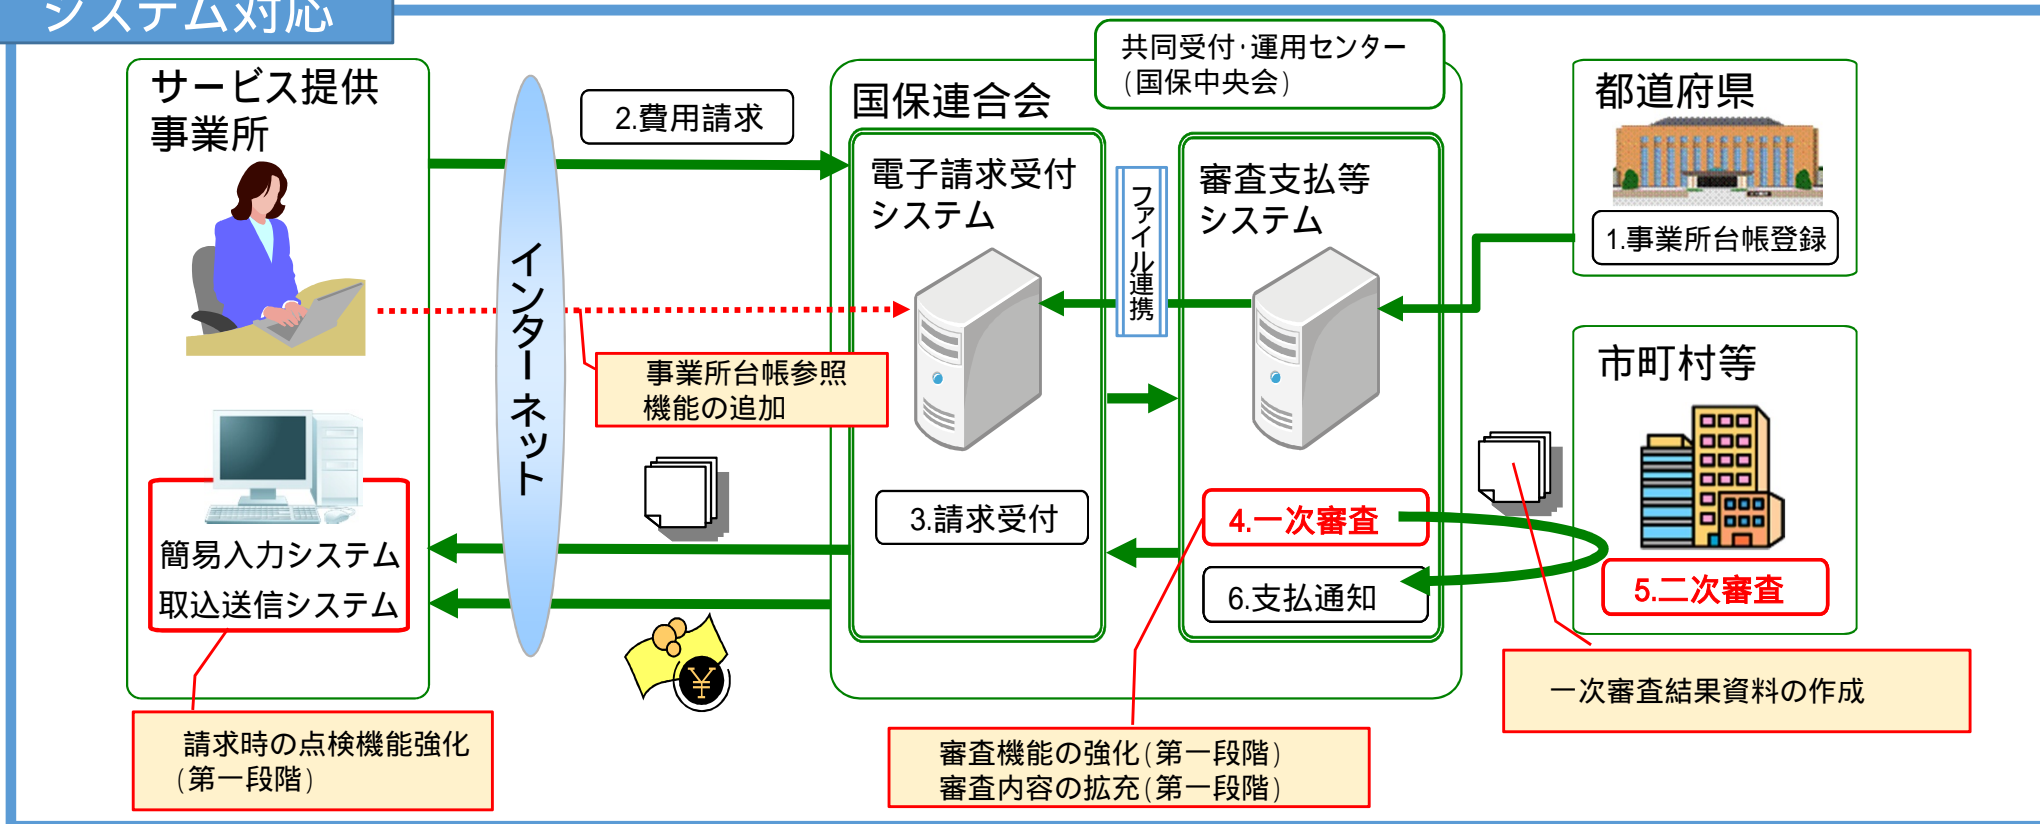 システム対応
サービス提供
事業所
2.費用請求
国保連合会
共同受付・運用センター
(国保中央会)
都道府県
1.事業所台帳登録
電子請求受付
システム
ファイル連携
審査支払等
システム
インターネット
事業所台帳参照
機能の追加
市町村等
3.請求受付
4.一次審査
5.二次審査
6.支払通知
簡易入力システム
取込送信システム
¥
請求時の点検機能強化
(第一段階)
審査機能の強化(第一段階)
審査内容の拡充(第一段階)
一次審査結果資料の作成